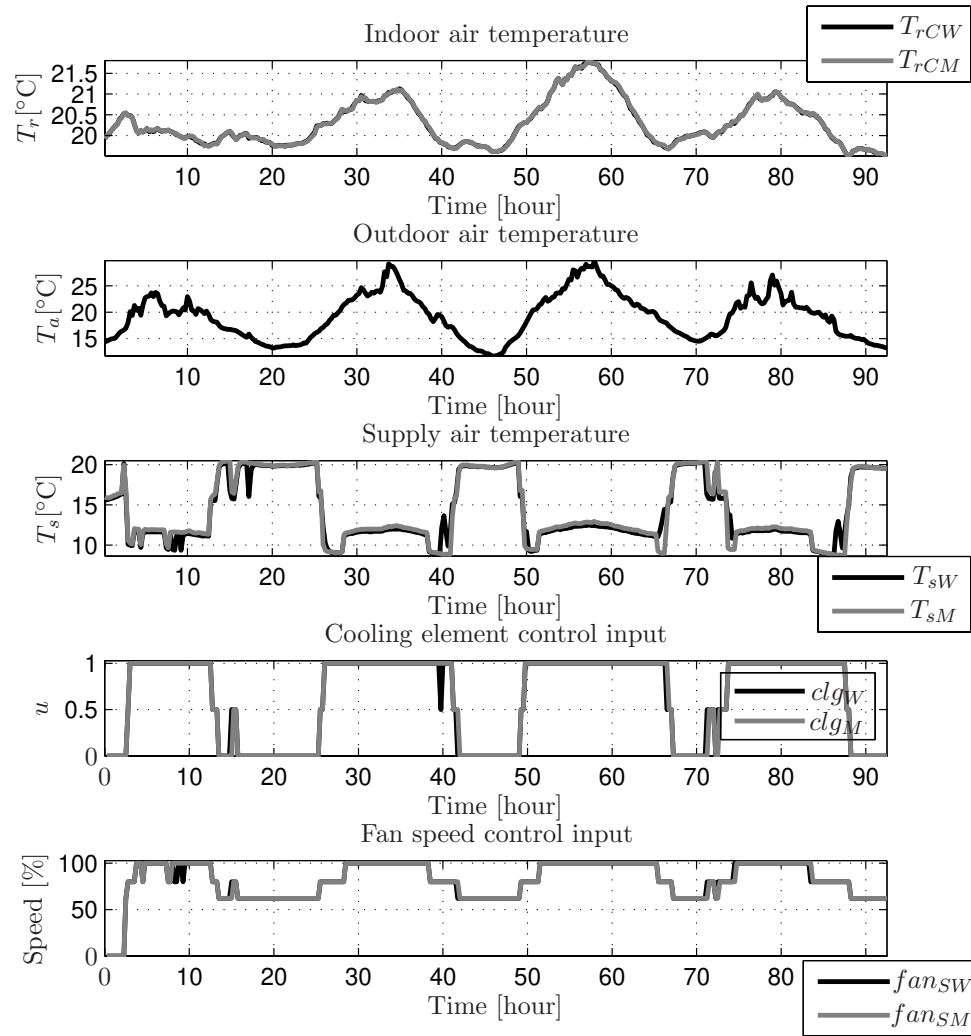 Indoor air temperature
T_rCW
T_rCM
T_r[°C]
21.5
21
20.5
20
10 20 30 40 50 60 70 80 90
Time [hour]
Outdoor air temperature
T_a[°C]
25
20
15
10 20 30 40 50 60 70 80 90
Time [hour]
Supply air temperature
T_s[°C]
20
15
10
10 20 30 40 50 60 70 80
Time [hour]
T_sW
T_sM
Cooling element control input
u
1
0.5
0
clg_W
clg_M
0 10 20 30 40 50 60 70 80 90
Time [hour]
Fan speed control input
Speed [%]
100
50
0
0 10 20 30 40 50 60 70 80 90
Time [hour]
fan_SW
fan_SM